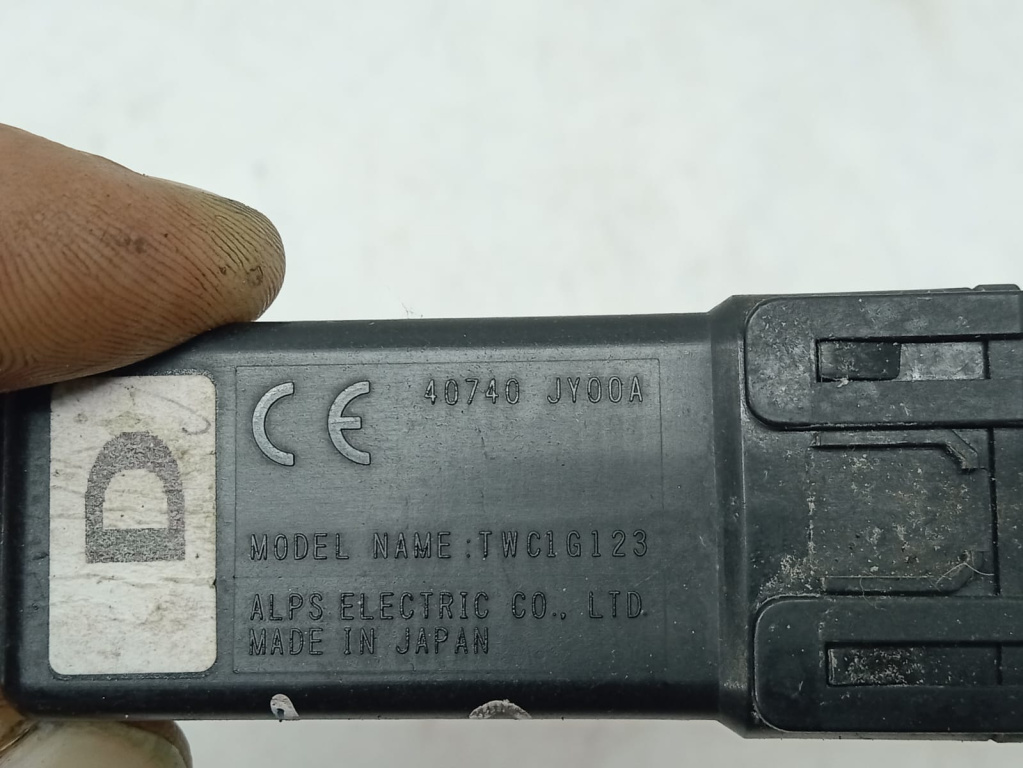 D
CE 40740 JY00A
MODEL NAME:TWC1G123
ALPS ELECTRIC CO., LTD.
MADE IN JAPAN